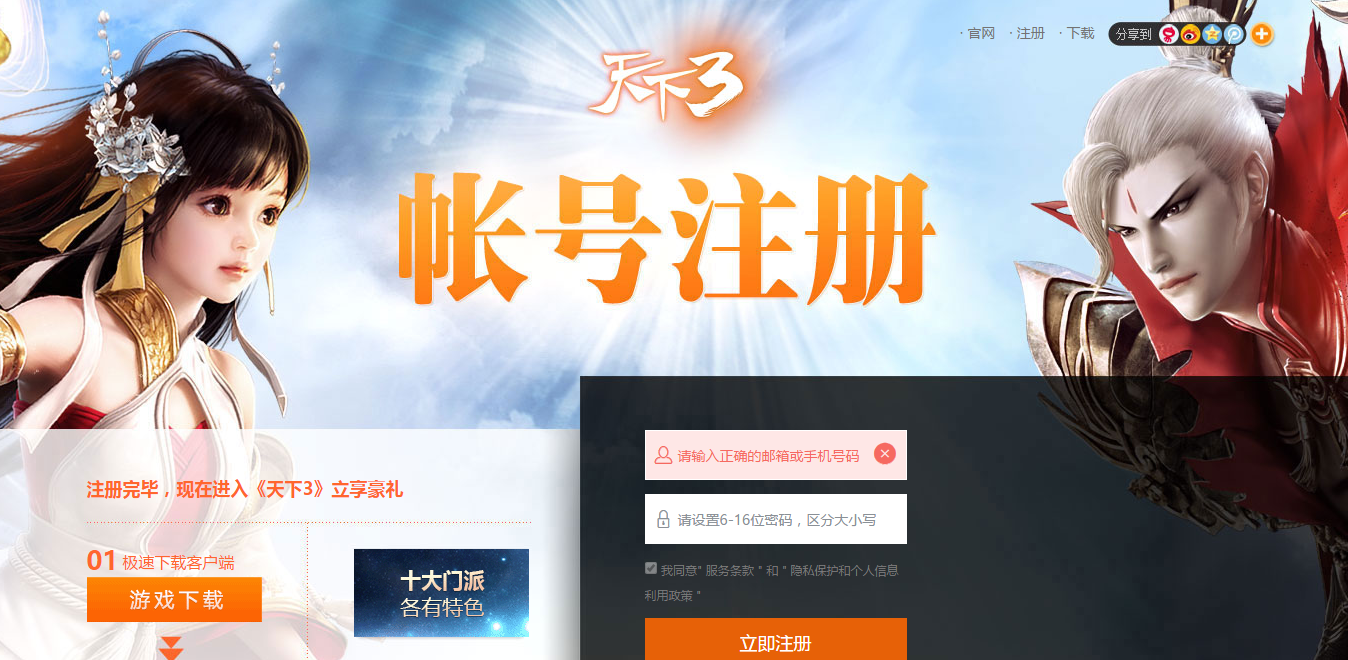 · 官网 · 注册 · 下载 分享到
天下3
帐号注册
请输入正确的邮箱或手机号码
注册完毕，现在进入《天下3》立享豪礼
请设置6-16位密码，区分大小写
01 极速下载客户端
游戏下载
十大门派
各有特色
我同意" 服务条款 " 和 " 隐私保护和个人信息
利用政策 "
立即注册